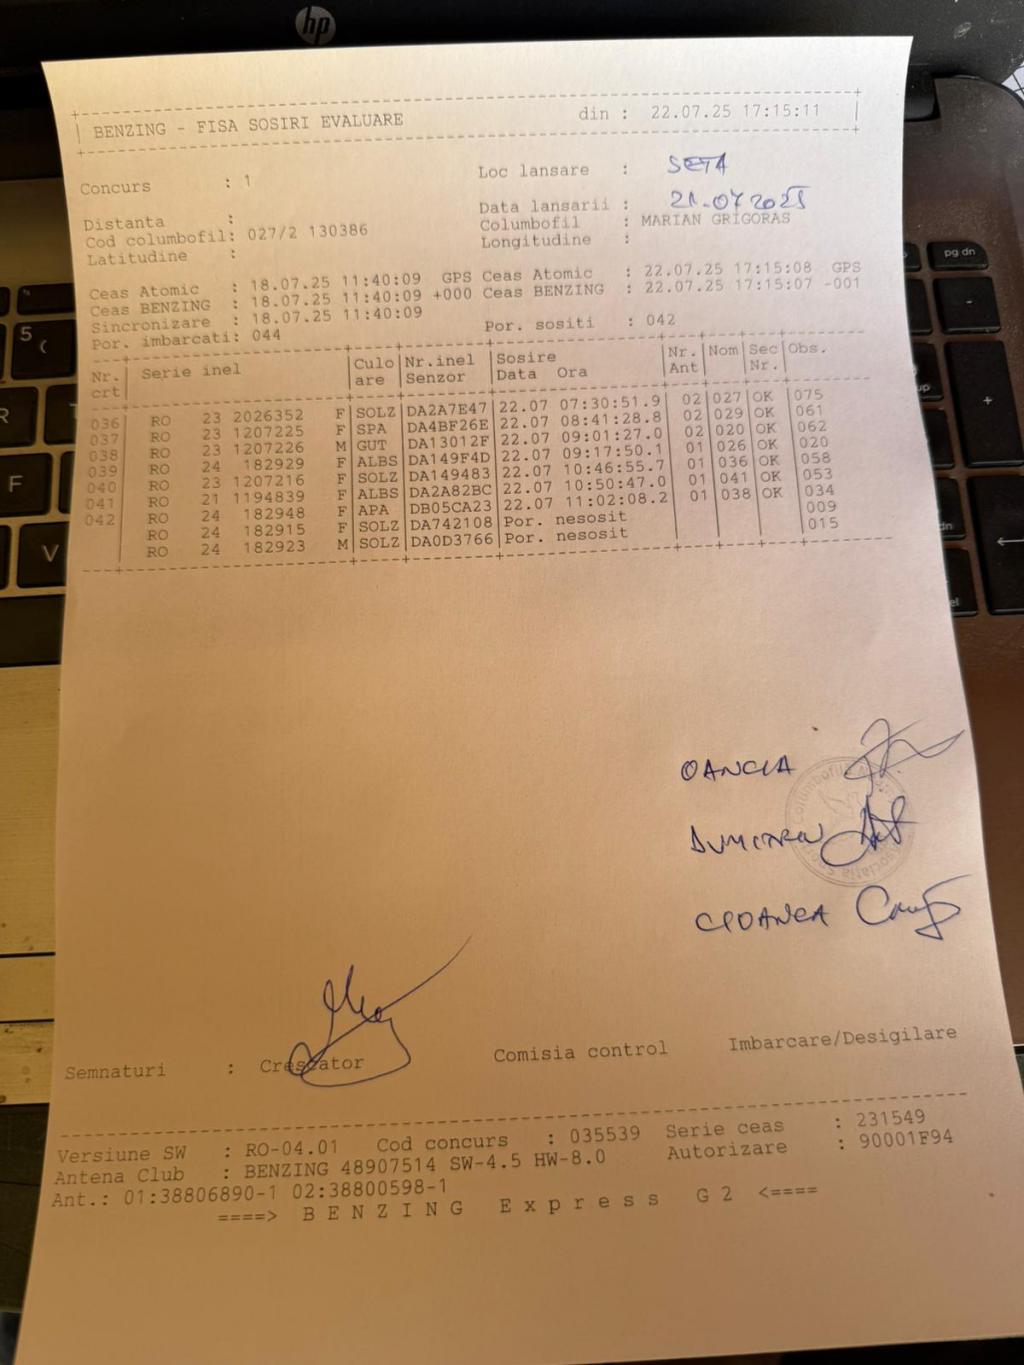 hp
BENZING - FISA SOSIRI EVALUARE din : 22.07.25 17:15:11
Concurs : 1 Loc lansare : SETA
Data lansarii : 21.07.2025
Distanta : Columbofil : MARIAN GRIGORAS
Cod columbofil: 027/2 130386 Longitudine :
Latitudine :
Ceas Atomic : 18.07.25 11:40:09 GPS Ceas Atomic : 22.07.25 17:15:08 GPS
Ceas BENZING : 18.07.25 11:40:09 +000 Ceas BENZING : 22.07.25 17:15:07 -001
Sincronizare : 18.07.25 11:40:09
Por. imbarcati: 044 Por. sositi : 042
Nr. Serie inel Culo Nr.inel Sosire Nr. Nom Sec Obs.
crt are Senzor Data Ora Ant Nr.
036 RO 23 2026352 F SOLZ DA2A7E47 22.07 07:30:51.9 02 027 OK 075
037 RO 23 1207225 F SPA DA4BF26E 22.07 08:41:28.8 02 029 OK 061
038 RO 23 1207226 M GUT DA13012F 22.07 09:01:27.0 02 020 OK 062
039 RO 24 182929 F ALBS DA149F4D 22.07 09:17:50.1 01 026 OK 020
040 RO 23 1207216 F SOLZ DA149483 22.07 10:46:55.7 01 036 OK 058
041 RO 21 1194839 F ALBS DA2A82BC 22.07 10:50:47.0 01 041 OK 053
042 RO 24 182948 F APA DB05CA23 22.07 11:02:08.2 01 038 OK 034
RO 24 182915 F SOLZ DA742108 Por. nesosit 009
RO 24 182923 M SOLZ DA0D3766 Por. nesosit 015
OANCEA
DUMITRU
CIOANCA
Semnaturi : Crescator Comisia control Imbarcare/Desigilare
Versiune SW : RO-04.01 Cod concurs : 035539 Serie ceas : 231549
Antena Club : BENZING 48907514 SW-4.5 HW-8.0 Autorizare : 90001F94
Ant.: 01:38806890-1 02:38800598-1
====> B E N Z I N G E x p r e s s G 2 <====